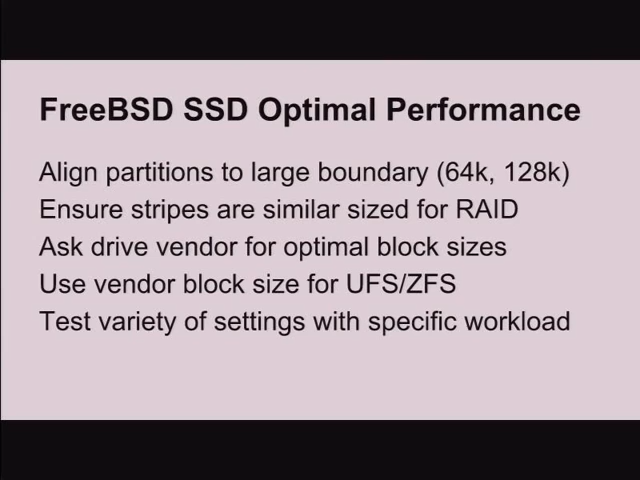 FreeBSD SSD Optimal Performance
Align partitions to large boundary (64k, 128k)
Ensure stripes are similar sized for RAID
Ask drive vendor for optimal block sizes
Use vendor block size for UFS/ZFS
Test variety of settings with specific workload